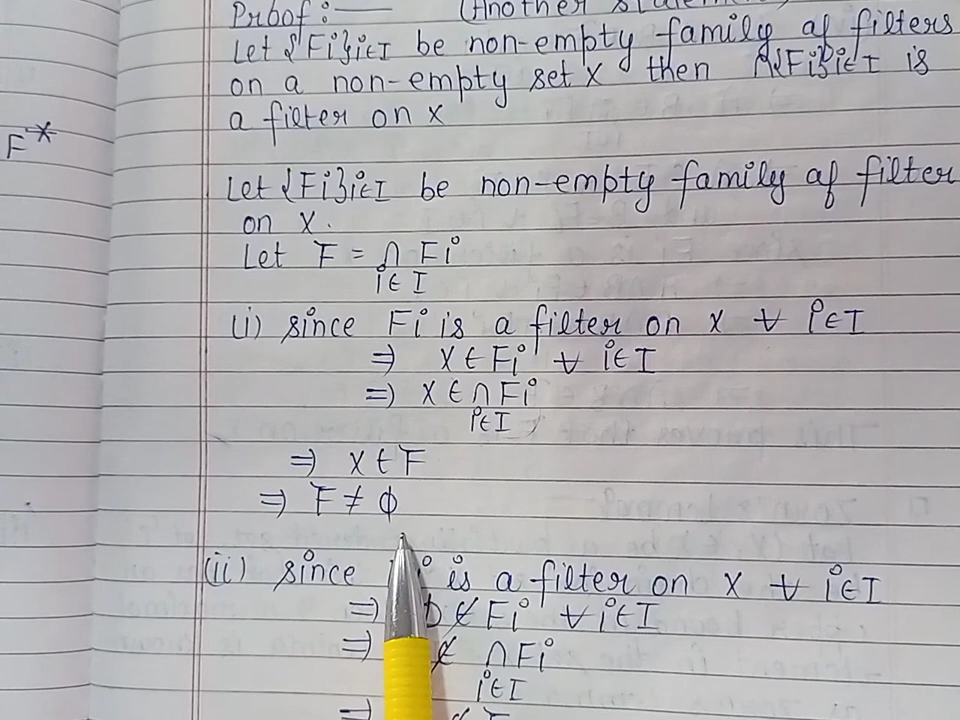 Proof :— (Another
Let {Fi}i∈I be non-empty family of filters
on a non-empty set X then ∩{Fi}i∈I is
a filter on X
F*
Let {Fi}i∈I be non-empty family of filter
on X.
Let F = ∩ Fi
i∈I
(i) since Fi is a filter on X ∀ i∈I
⇒ X∈Fi ∀ i∈I
⇒ X∈∩Fi
i∈I
⇒ X∈F
⇒ F≠φ
(ii) since is a filter on X ∀ i∈I
⇒ ∉Fi ∀ i∈I
⇒ ∉ ∩Fi
i∈I
⇒ ∉ F